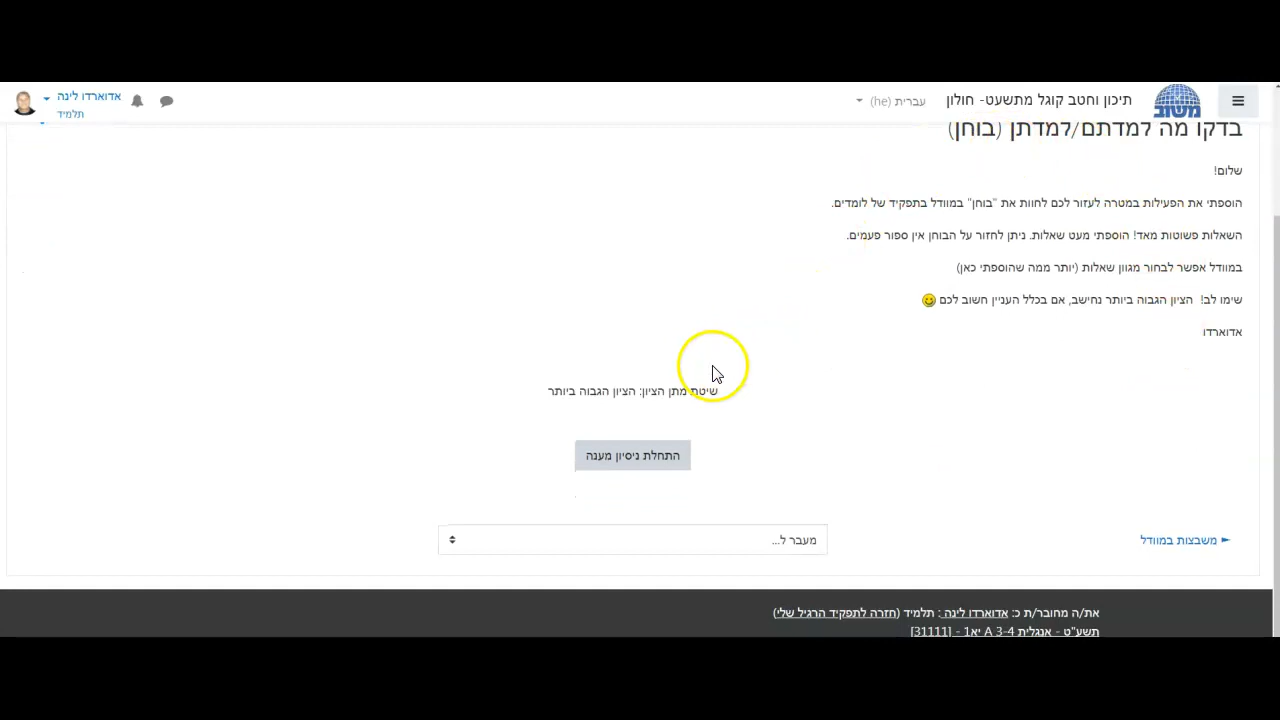 תיכון וחטב קוגל מתשעט- חולון
עברית ‎(he)‎
אדוארדו לינה
תלמיד
משוב
בדקו מה למדתם/למדתן (בוחן)
שלום!
הוספתי את הפעילות במטרה לעזור לכם לחוות את "בוחן" במוודל בתפקיד של לומדים.
השאלות פשוטות מאד! הוספתי מעט שאלות. ניתן לחזור על הבוחן אין ספור פעמים.
במוודל אפשר לבחור מגוון שאלות (יותר ממה שהוספתי כאן)
שימו לב! הציון הגבוה ביותר נחישב, אם בכלל העניין חשוב לכם
אדוארדו
שיטת מתן הציון: הציון הגבוה ביותר
התחלת ניסיון מענה
◄ משבצות במוודל
מעבר ל...
את/ה מחובר/ת כ: אדוארדו לינה : תלמיד (חזרה לתפקיד הרגיל שלי)
תשע"ט - אנגלית A 3-4 יא1 - [31111]